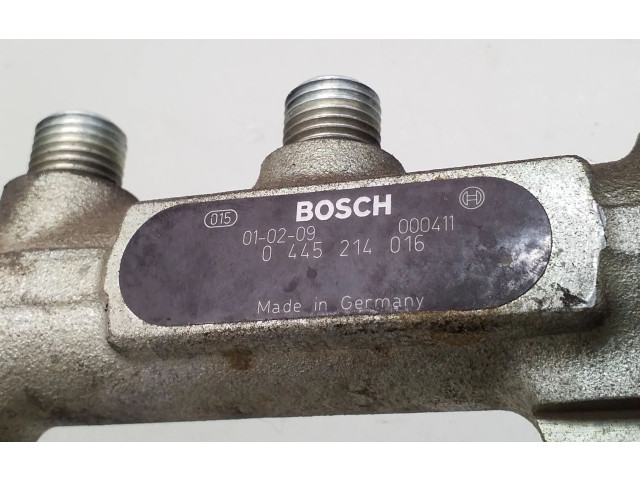 015 BOSCH
01-02-09 000411
0 445 214 016
Made in Germany